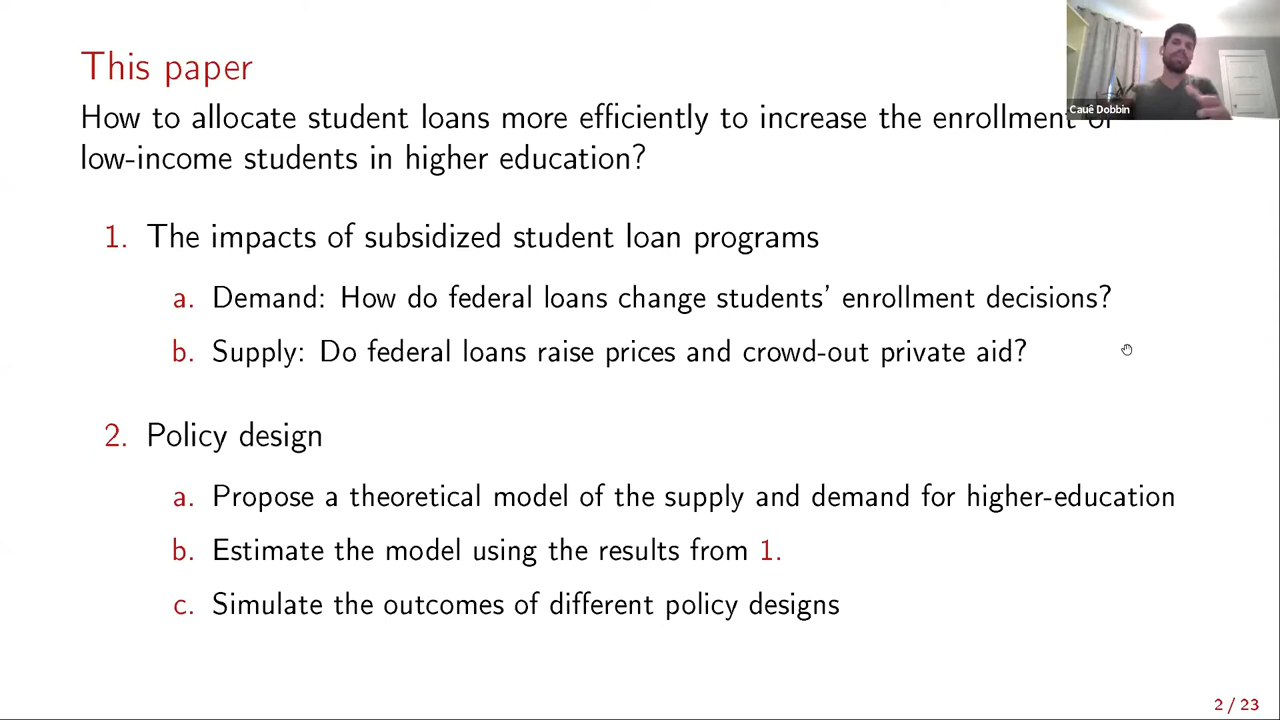 This paper
How to allocate student loans more efficiently to increase the enrollment of
low-income students in higher education?
1. The impacts of subsidized student loan programs
a. Demand: How do federal loans change students' enrollment decisions?
b. Supply: Do federal loans raise prices and crowd-out private aid?
2. Policy design
a. Propose a theoretical model of the supply and demand for higher-education
b. Estimate the model using the results from 1.
c. Simulate the outcomes of different policy designs
Cauê Dobbin
2 / 23